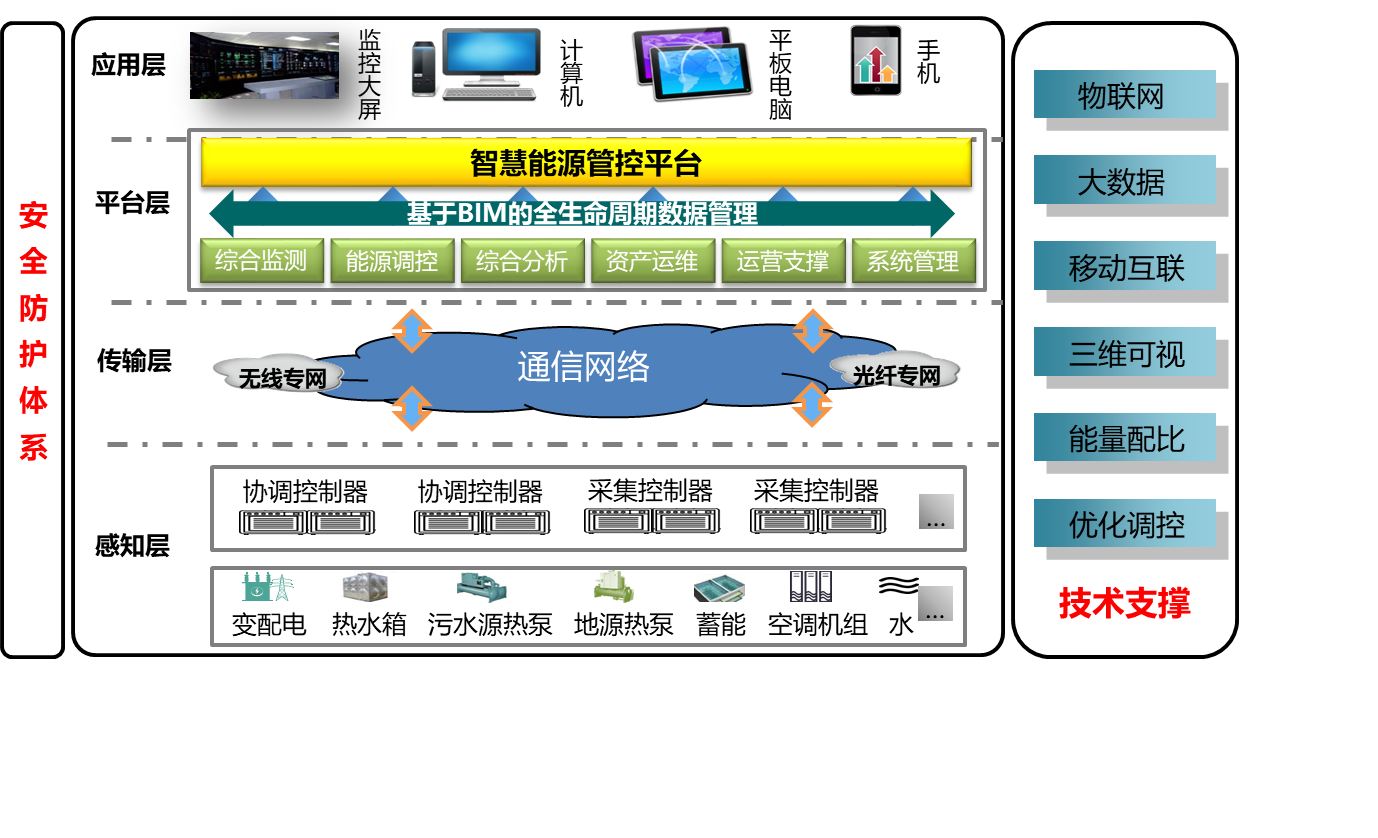 安全防护体系
应用层
监控大屏
计算机
平板电脑
手机
平台层
智慧能源管控平台
基于BIM的全生命周期数据管理
综合监测
能源调控
综合分析
资产运维
运营支撑
系统管理
传输层
无线专网
通信网络
光纤专网
感知层
协调控制器
协调控制器
采集控制器
采集控制器
...
变配电
热水箱
污水源热泵
地源热泵
蓄能
空调机组
水
...
物联网
大数据
移动互联
三维可视
能量配比
优化调控
技术支撑